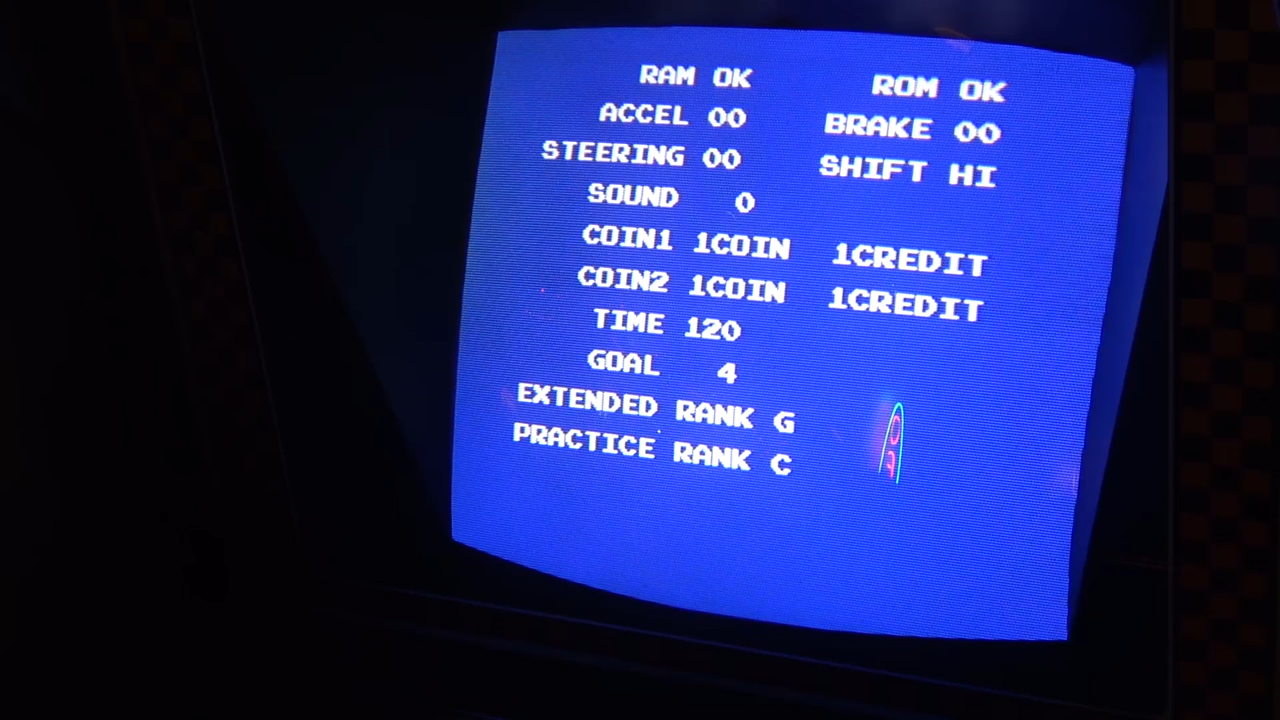 RAM OK ROM OK
ACCEL 00 BRAKE 00
STEERING 00 SHIFT HI
SOUND 0
COIN1 1COIN 1CREDIT
COIN2 1COIN 1CREDIT
TIME 120
GOAL 4
EXTENDED RANK G
PRACTICE RANK C